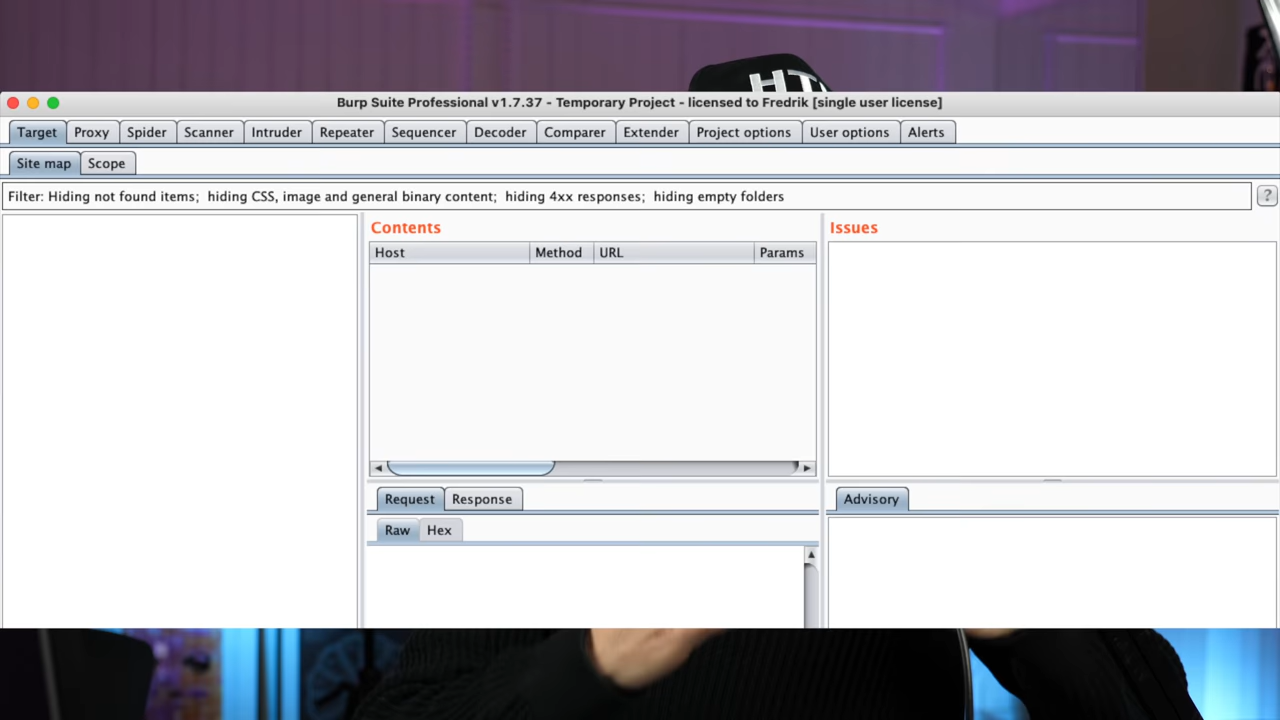 HT
Burp Suite Professional v1.7.37 - Temporary Project - licensed to Fredrik [single user license]
Target Proxy Spider Scanner Intruder Repeater Sequencer Decoder Comparer Extender Project options User options Alerts
Site map Scope
Filter: Hiding not found items; hiding CSS, image and general binary content; hiding 4xx responses; hiding empty folders ?
Contents
Host Method URL Params
Issues
Request Response
Raw Hex
Advisory